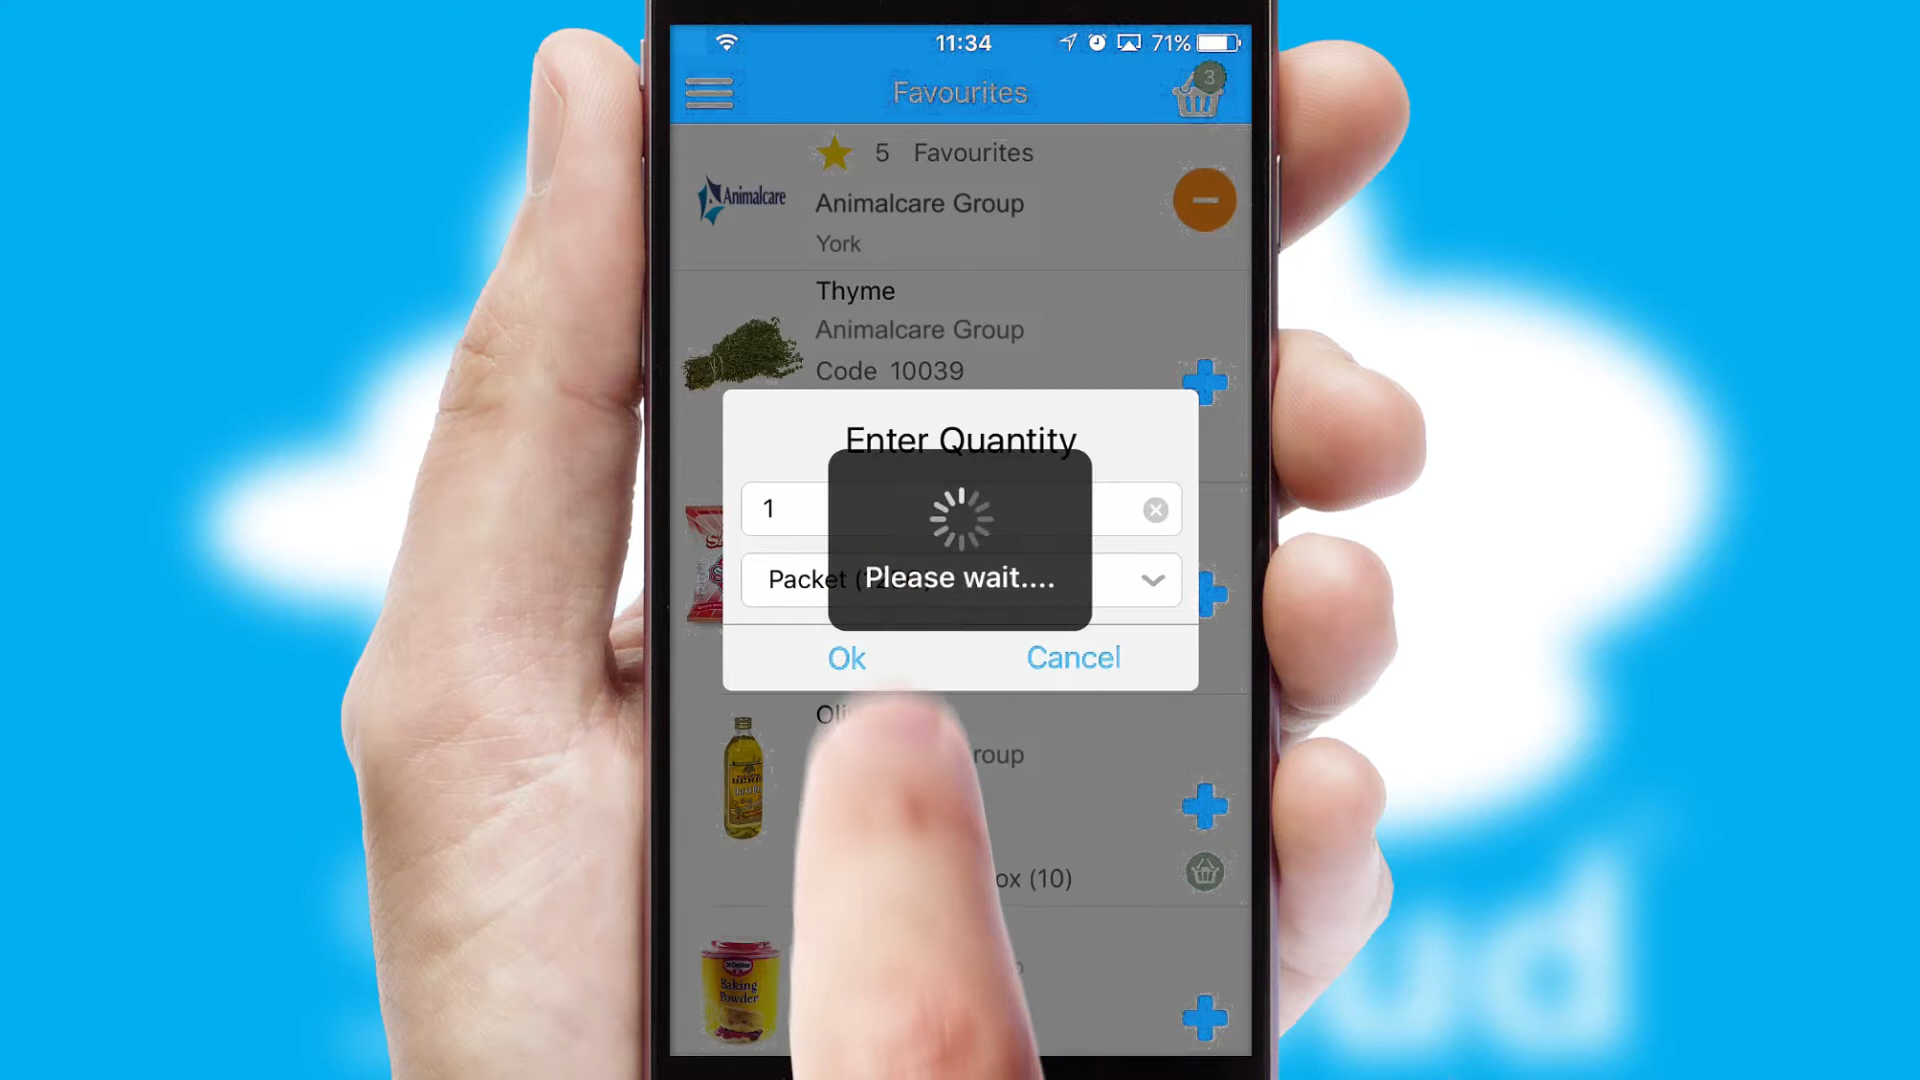 11:34
71%
Favourites
3
5 Favourites
Animalcare
Animalcare Group
York
Thyme
Animalcare Group
Code 10039
Enter Quantity
1
Packet
Please wait....
Ok
Cancel
roup
ox (10)
Baking
Powder
ud